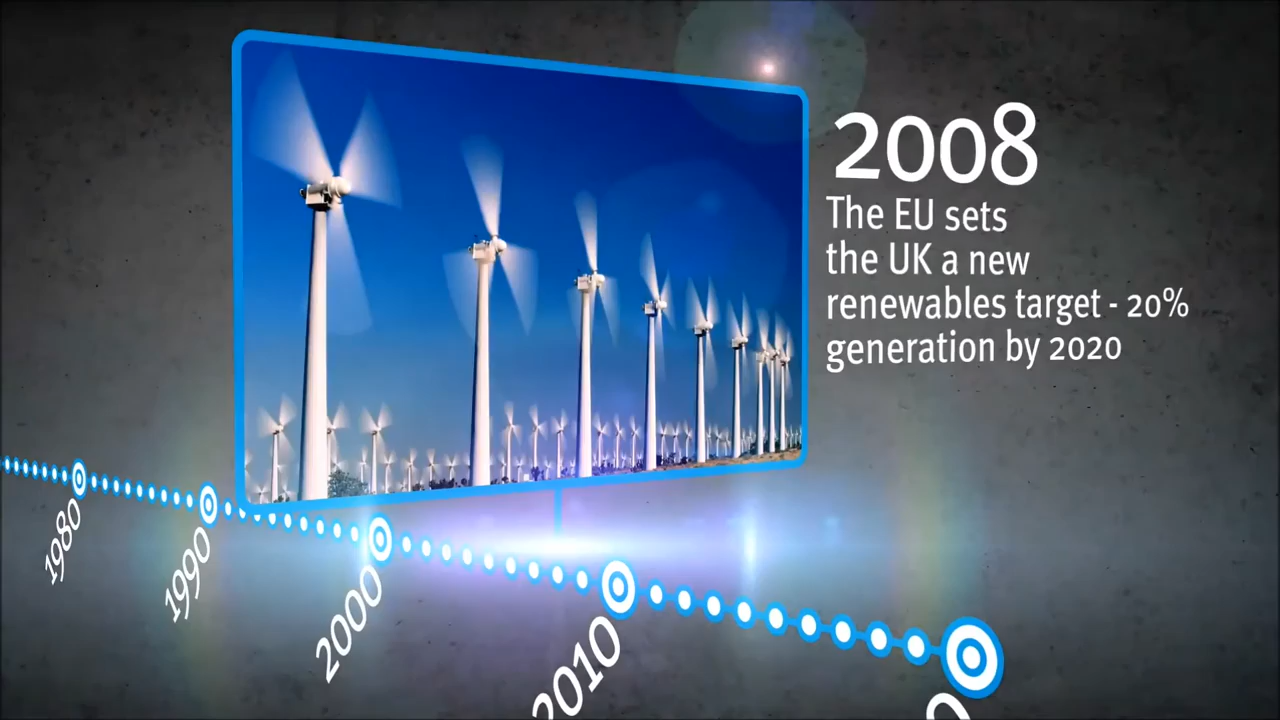 2008
The EU sets
the UK a new
renewables target - 20%
generation by 2020
1980
1990
2000
2010